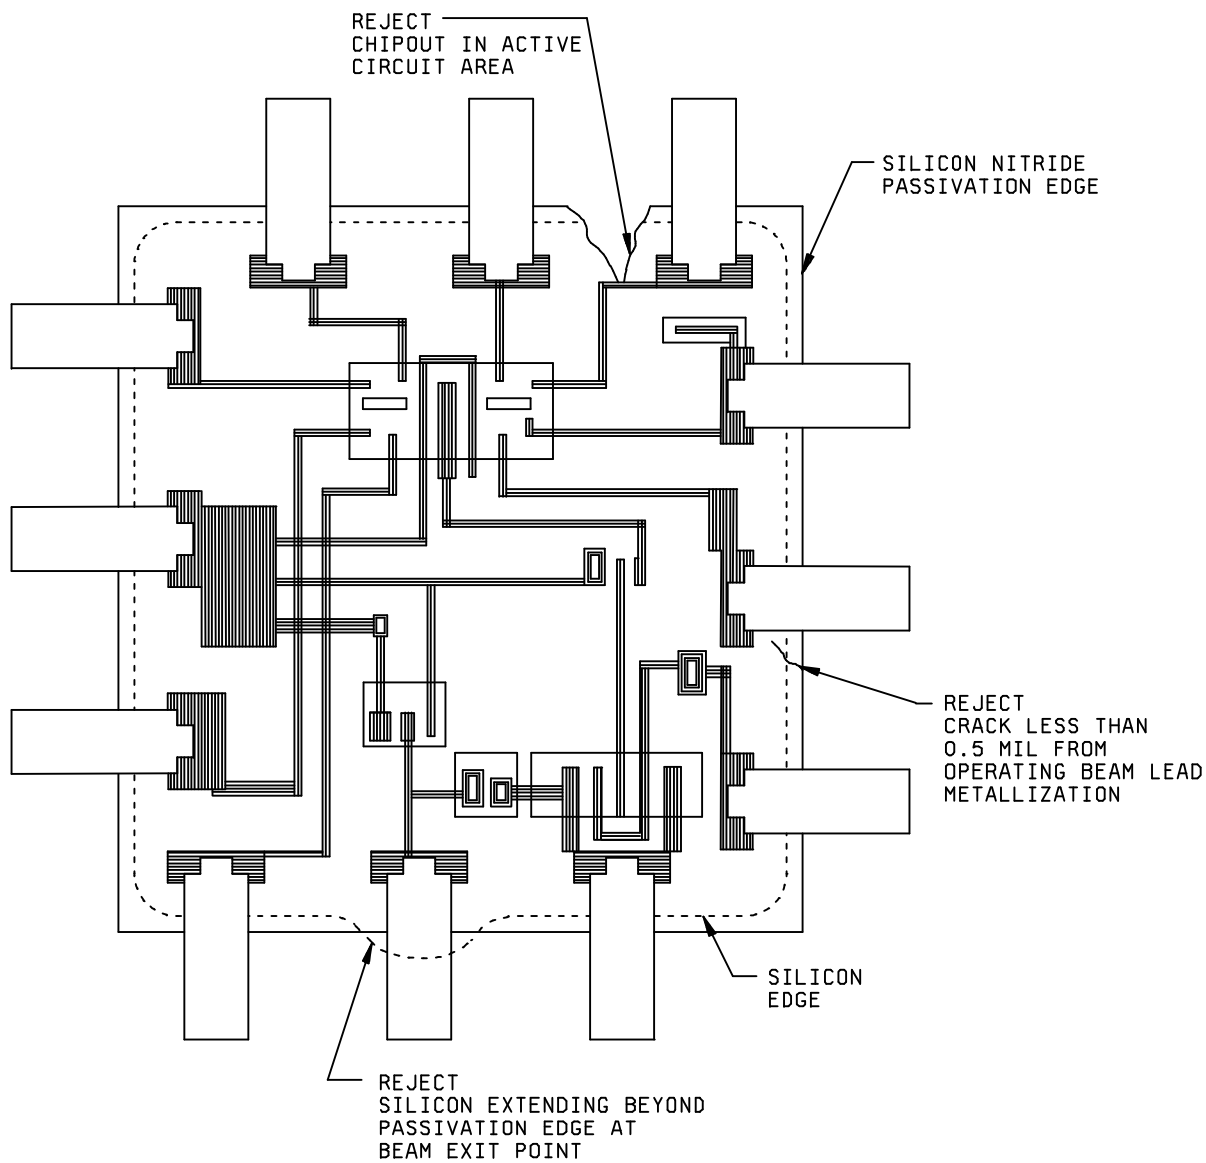 REJECT
CHIPOUT IN ACTIVE
CIRCUIT AREA
SILICON NITRIDE
PASSIVATION EDGE
REJECT
CRACK LESS THAN
0.5 MIL FROM
OPERATING BEAM LEAD
METALLIZATION
SILICON
EDGE
REJECT
SILICON EXTENDING BEYOND
PASSIVATION EDGE AT
BEAM EXIT POINT